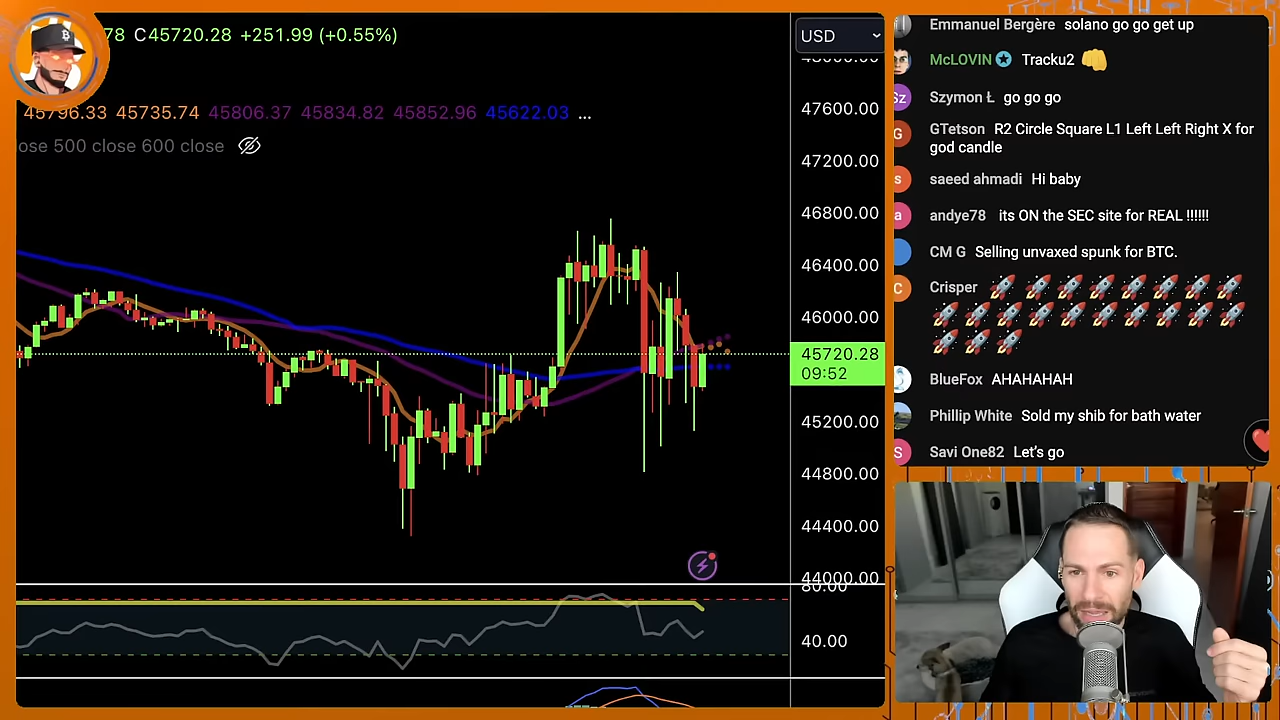 78 C45720.28 +251.99 (+0.55%)
USD
45796.33 45735.74 45806.37 45834.82 45852.96 45622.03 ...
ose 500 close 600 close
47600.00
47200.00
46800.00
46400.00
46000.00
45720.28
09:52
45200.00
44800.00
44400.00
44000.00
80.00
40.00
Emmanuel Bergère solano go go get up
McLOVIN Tracku2
Sz Szymon Ł go go go
G GTetson R2 Circle Square L1 Left Left Right X for
god candle
s saeed ahmadi Hi baby
a andye78 its ON the SEC site for REAL !!!!!!
CM G Selling unvaxed spunk for BTC.
C Crisper 🚀 🚀 🚀 🚀 🚀 🚀 🚀 🚀
🚀 🚀 🚀 🚀 🚀 🚀 🚀 🚀 🚀 🚀
🚀 🚀 🚀
BlueFox AHAHAHAH
Phillip White Sold my shib for bath water
S Savi One82 Let's go